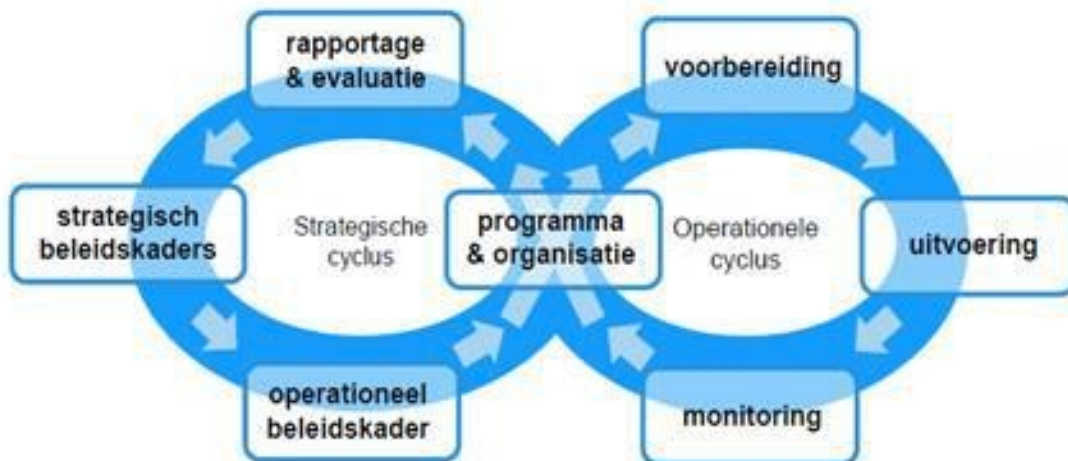 rapportage
& evaluatie
voorbereiding
strategisch
beleidskaders
Strategische
cyclus
programma
& organisatie
Operationele
cyclus
uitvoering
operationeel
beleidskader
monitoring